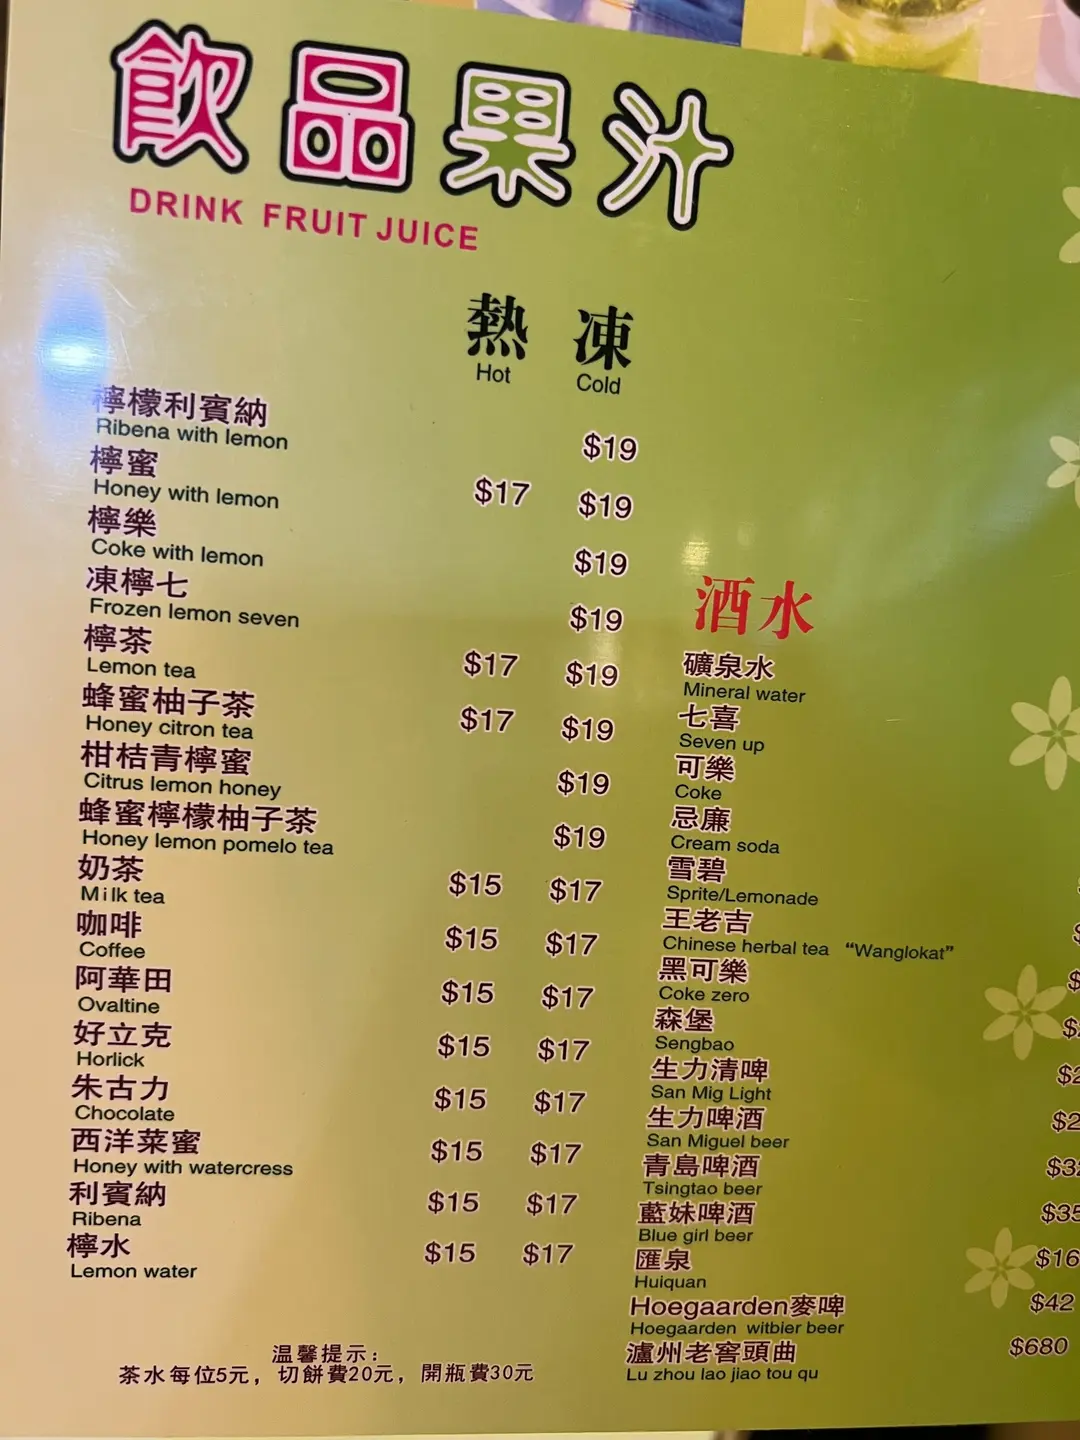 飲品果汁
DRINK FRUIT JUICE
熱 凍
Hot Cold
檸檬利賓納
Ribena with lemon $19
檸蜜
Honey with lemon $17 $19
檸樂
Coke with lemon $19
凍檸七
Frozen lemon seven $19
檸茶
Lemon tea $17 $19
蜂蜜柚子茶
Honey citron tea $17 $19
柑桔青檸蜜
Citrus lemon honey $19
蜂蜜檸檬柚子茶
Honey lemon pomelo tea $19
奶茶
Milk tea $15 $17
咖啡
Coffee $15 $17
阿華田
Ovaltine $15 $17
好立克
Horlick $15 $17
朱古力
Chocolate $15 $17
西洋菜蜜
Honey with watercress $15 $17
利賓納
Ribena $15 $17
檸水
Lemon water $15 $17
温馨提示：
茶水每位5元，切餅費20元，開瓶費30元
酒水
礦泉水
Mineral water
七喜
Seven up
可樂
Coke
忌廉
Cream soda
雪碧
Sprite/Lemonade
王老吉
Chinese herbal tea “Wanglokat”
黑可樂
Coke zero
森堡
Sengbao
生力清啤
San Mig Light
生力啤酒
San Miguel beer
青島啤酒
Tsingtao beer
藍妹啤酒
Blue girl beer
匯泉
Huiquan $16
Hoegaarden麥啤
Hoegaarden witbier beer $42
瀘州老窖頭曲 $680
Lu zhou lao jiao tou qu